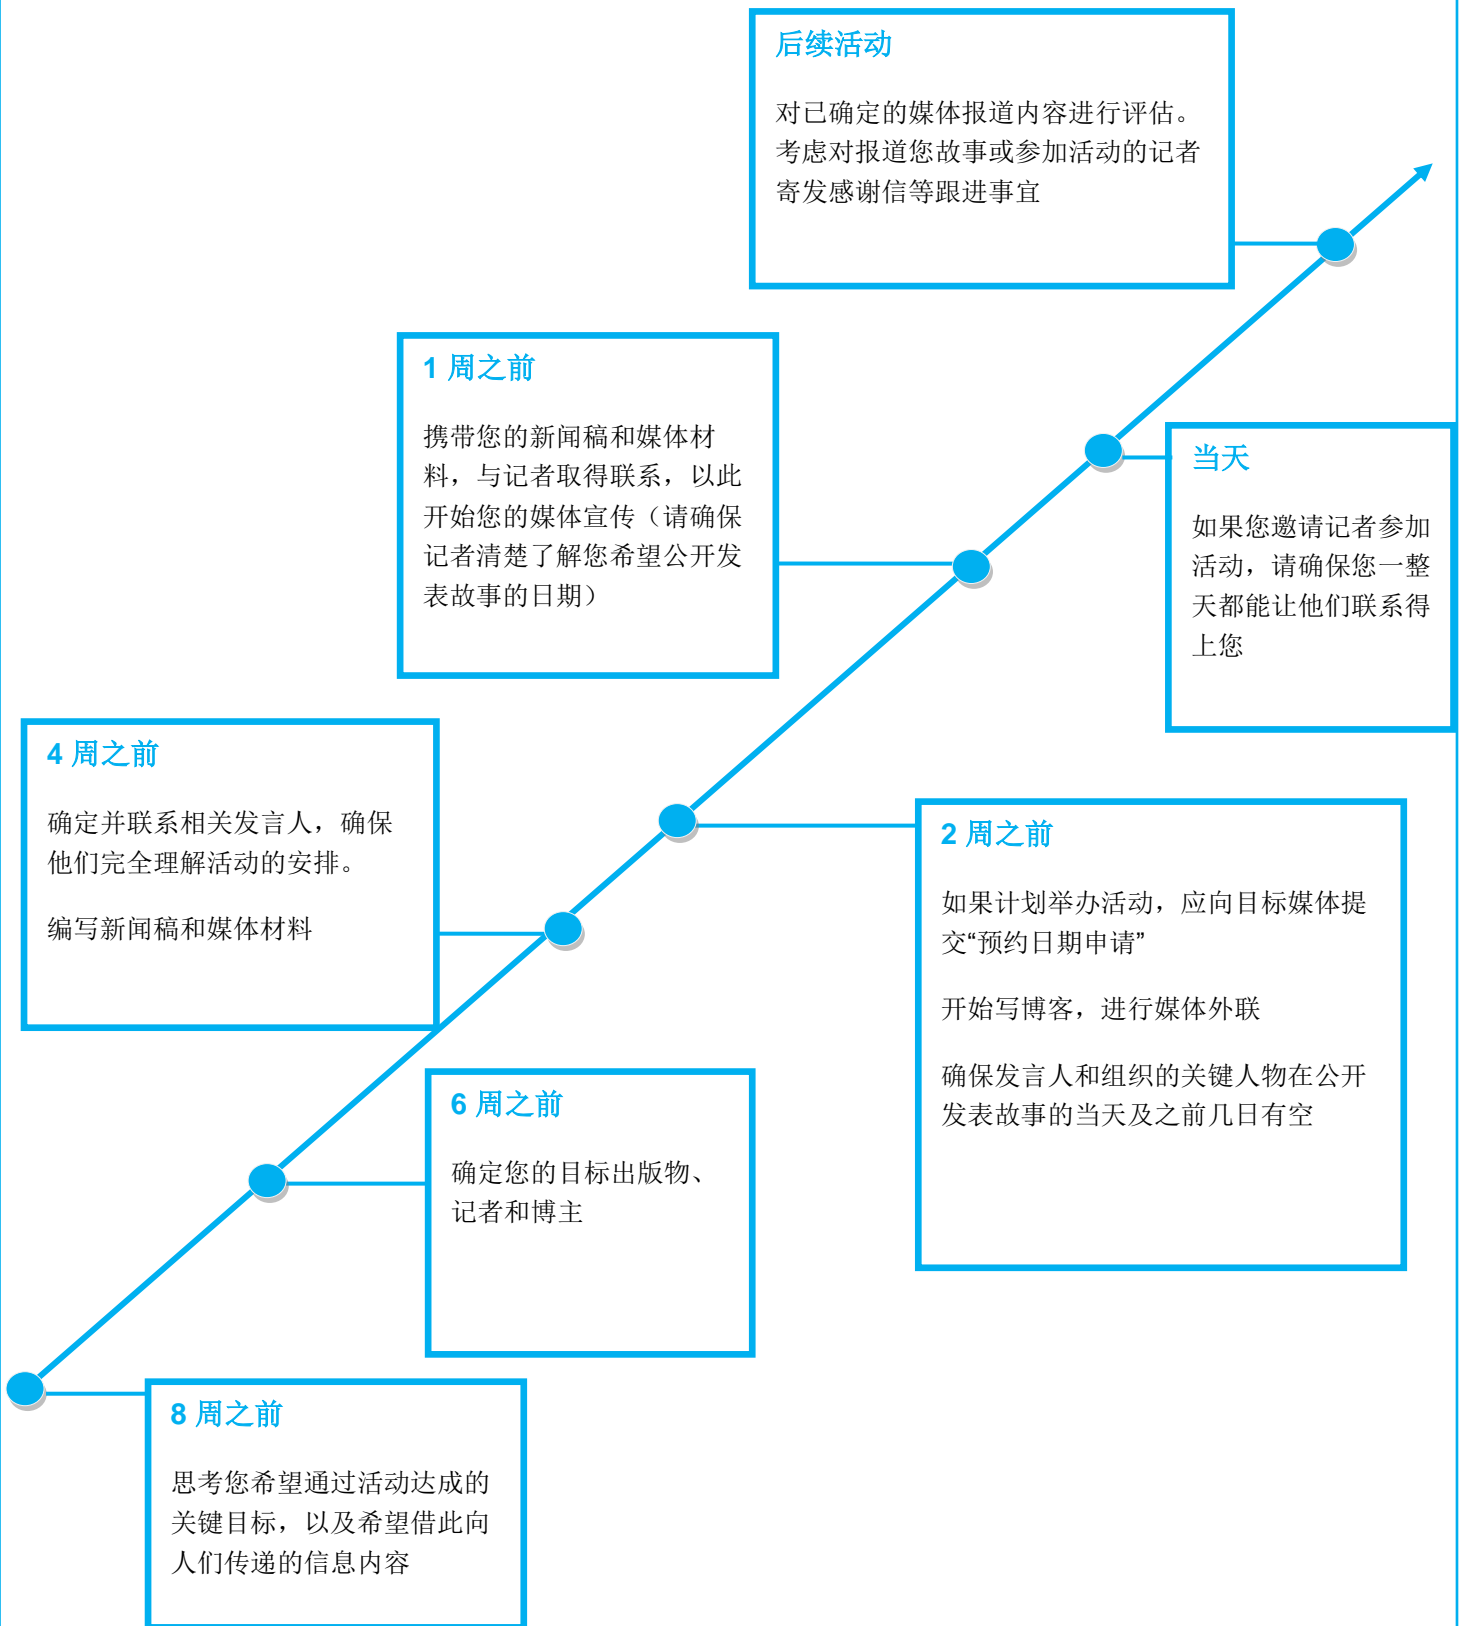 后续活动
对已确定的媒体报道内容进行评估。
考虑对报道您故事或参加活动的记者
寄发感谢信等跟进事宜
1 周之前
携带您的新闻稿和媒体材
料，与记者取得联系，以此
开始您的媒体宣传（请确保
记者清楚了解您希望公开发
表故事的日期）
当天
如果您邀请记者参加
活动，请确保您一整
天都能让他们联系得
上您
4 周之前
确定并联系相关发言人，确保
他们完全理解活动的安排。
编写新闻稿和媒体材料
2 周之前
如果计划举办活动，应向目标媒体提
交“预约日期申请”
开始写博客，进行媒体外联
确保发言人和组织的关键人物在公开
发表故事的当天及之前几日有空
6 周之前
确定您的目标出版物、
记者和博主
8 周之前
思考您希望通过活动达成的
关键目标，以及希望借此向
人们传递的信息内容